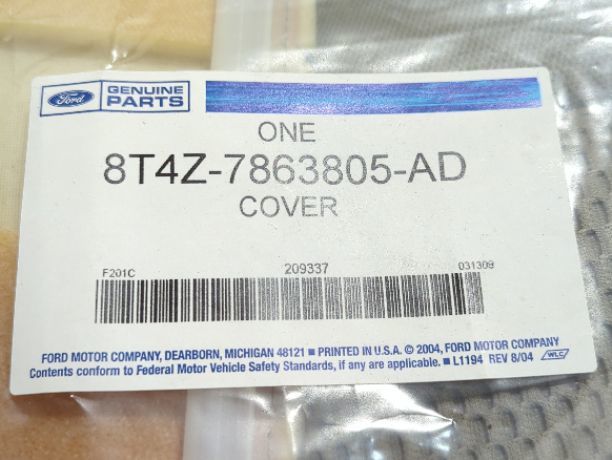 Ford
GENUINE
PARTS
ONE
8T4Z-7863805-AD
COVER
F201C 209337 031309
FORD MOTOR COMPANY, DEARBORN, MICHIGAN 48121 ■ PRINTED IN U.S.A. © 2004, FORD MOTOR COMPANY
Contents conform to Federal Motor Vehicle Safety Standards, if any are applicable. ■ L1194 REV 8/04 WLC